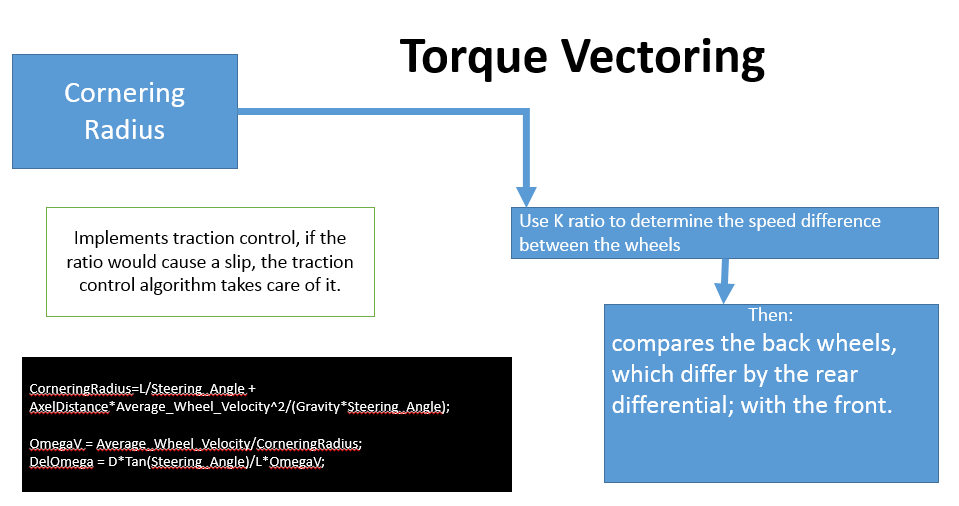 Torque Vectoring
Cornering
Radius
Use K ratio to determine the speed difference
between the wheels
Implements traction control, if the
ratio would cause a slip, the traction
control algorithm takes care of it.
Then:
compares the back wheels,
which differ by the rear
differential; with the front.
CorneringRadius=L/Steering_Angle +
AxelDistance*Average_Wheel_Velocity^2/(Gravity*Steering_Angle);
OmegaV = Average_Wheel_Velocity/CorneringRadius;
DelOmega = D*Tan(Steering_Angle)/L*OmegaV;